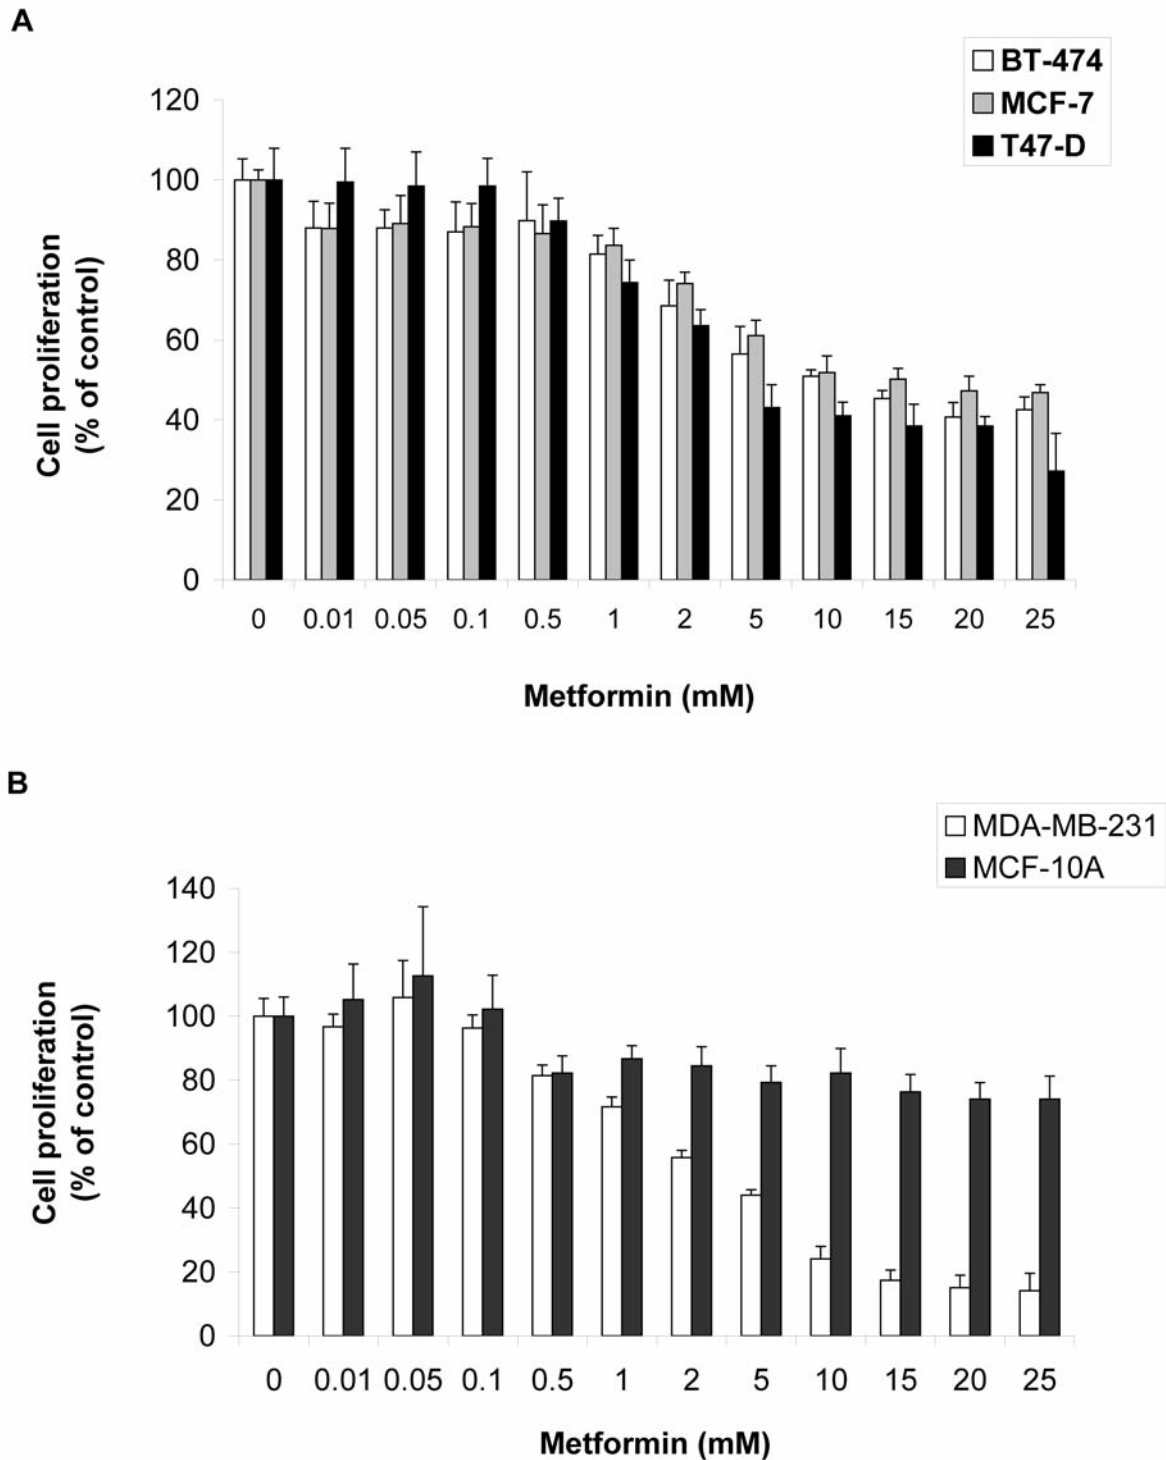 A
BT-474
MCF-7
T47-D
120
100
80
60
40
20
0
Cell proliferation
(% of control)
0 0.01 0.05 0.1 0.5 1 2 5 10 15 20 25
Metformin (mM)
B
MDA-MB-231
MCF-10A
140
120
100
80
60
40
20
0
Cell proliferation
(% of control)
0 0.01 0.05 0.1 0.5 1 2 5 10 15 20 25
Metformin (mM)